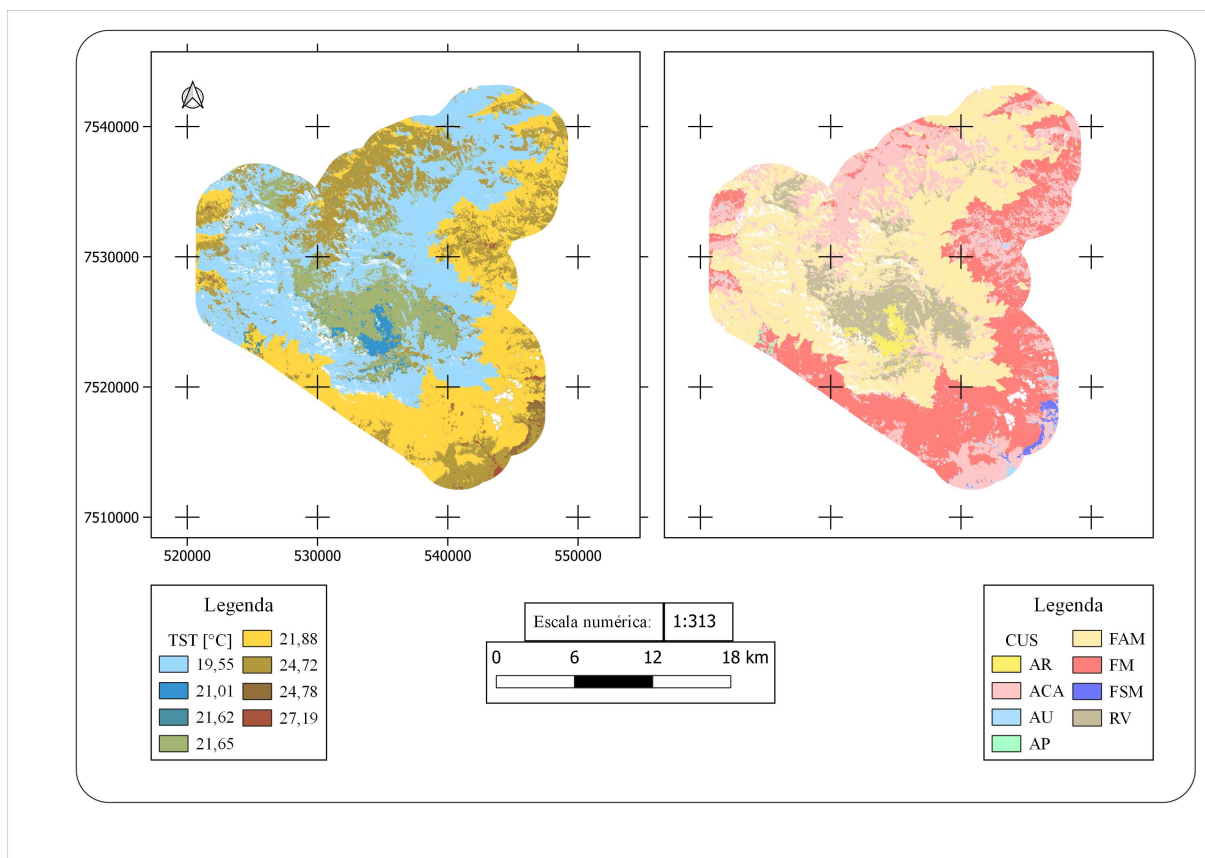 7540000
7530000
7520000
7510000
520000 530000 540000 550000
Legenda
TST [°C]
19,55
21,01
21,62
21,65
21,88
24,72
24,78
27,19
Escala numérica: 1:313
0 6 12 18 km
Legenda
CUS
AR
ACA
AU
AP
FAM
FM
FSM
RV